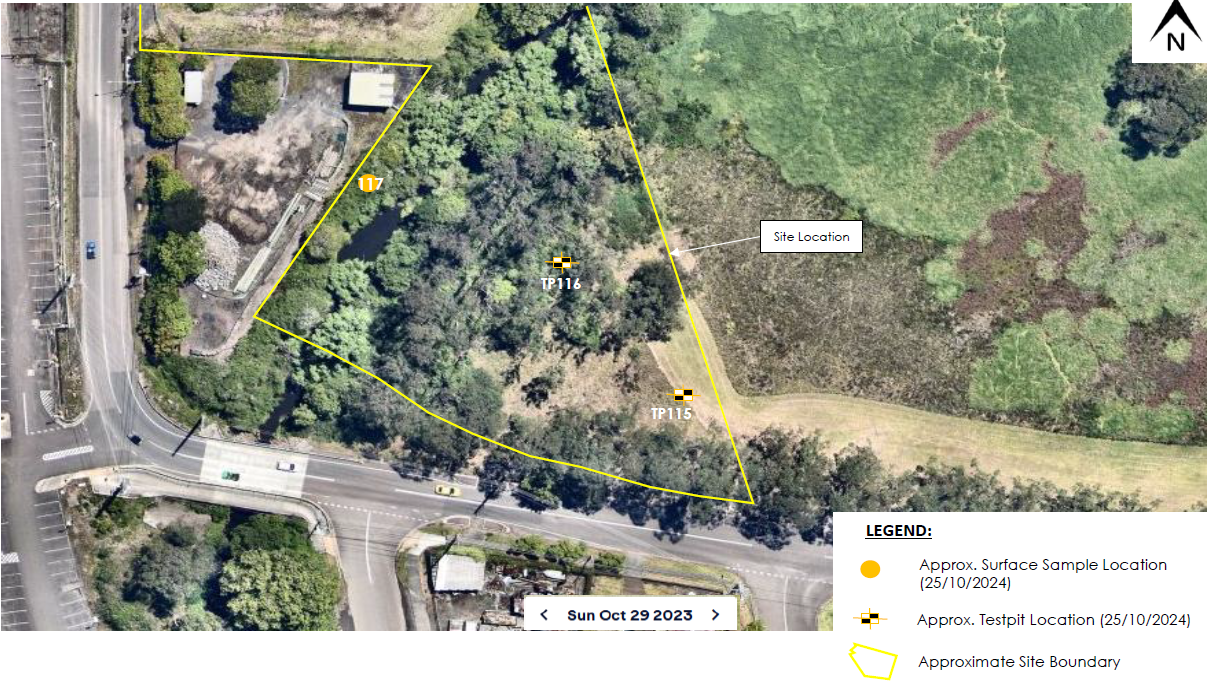 N
117
Site Location
TP116
TP115
< Sun Oct 29 2023 >
LEGEND:
Approx. Surface Sample Location
(25/10/2024)
Approx. Testpit Location (25/10/2024)
Approximate Site Boundary